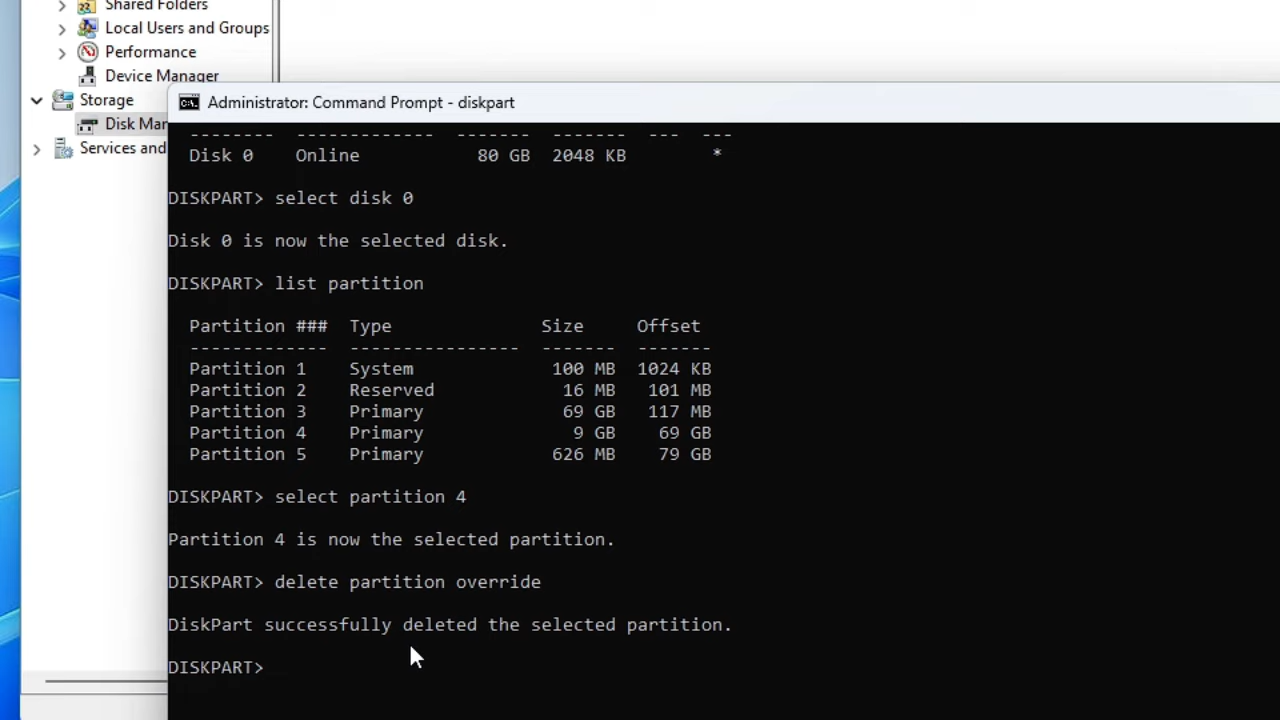 Shared Folders
Local Users and Groups
Performance
Device Manager
Storage
Disk Man
Services and
Administrator: Command Prompt - diskpart
-------- ------------- ------- ------- --- ---
Disk 0 Online 80 GB 2048 KB *
DISKPART> select disk 0
Disk 0 is now the selected disk.
DISKPART> list partition
Partition ### Type Size Offset
------------- ---------------- ------- -------
Partition 1 System 100 MB 1024 KB
Partition 2 Reserved 16 MB 101 MB
Partition 3 Primary 69 GB 117 MB
Partition 4 Primary 9 GB 69 GB
Partition 5 Primary 626 MB 79 GB
DISKPART> select partition 4
Partition 4 is now the selected partition.
DISKPART> delete partition override
DiskPart successfully deleted the selected partition.
DISKPART>